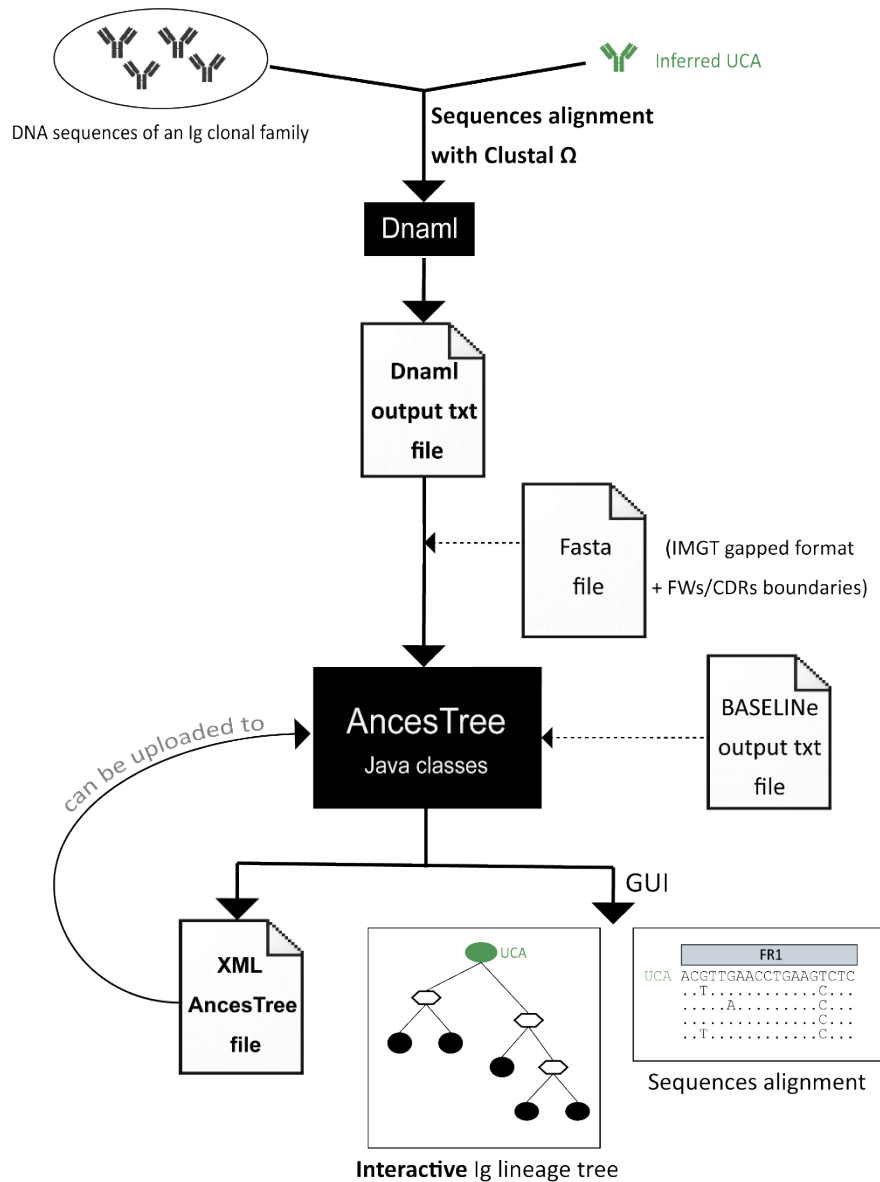 Inferred UCA
DNA sequences of an Ig clonal family
Sequences alignment
with Clustal Ω
Dnaml
Dnaml
output txt
file
Fasta
file
(IMGT gapped format
+ FWs/CDRs boundaries)
AncesTree
Java classes
BASELINe
output txt
file
can be uploaded to
GUI
XML
AncesTree
file
UCA
FR1
UCA ACGTTGAACCTGAAGTCTC
..T............C...
.....A.........C...
...............C...
..T............C...
Sequences alignment
Interactive Ig lineage tree